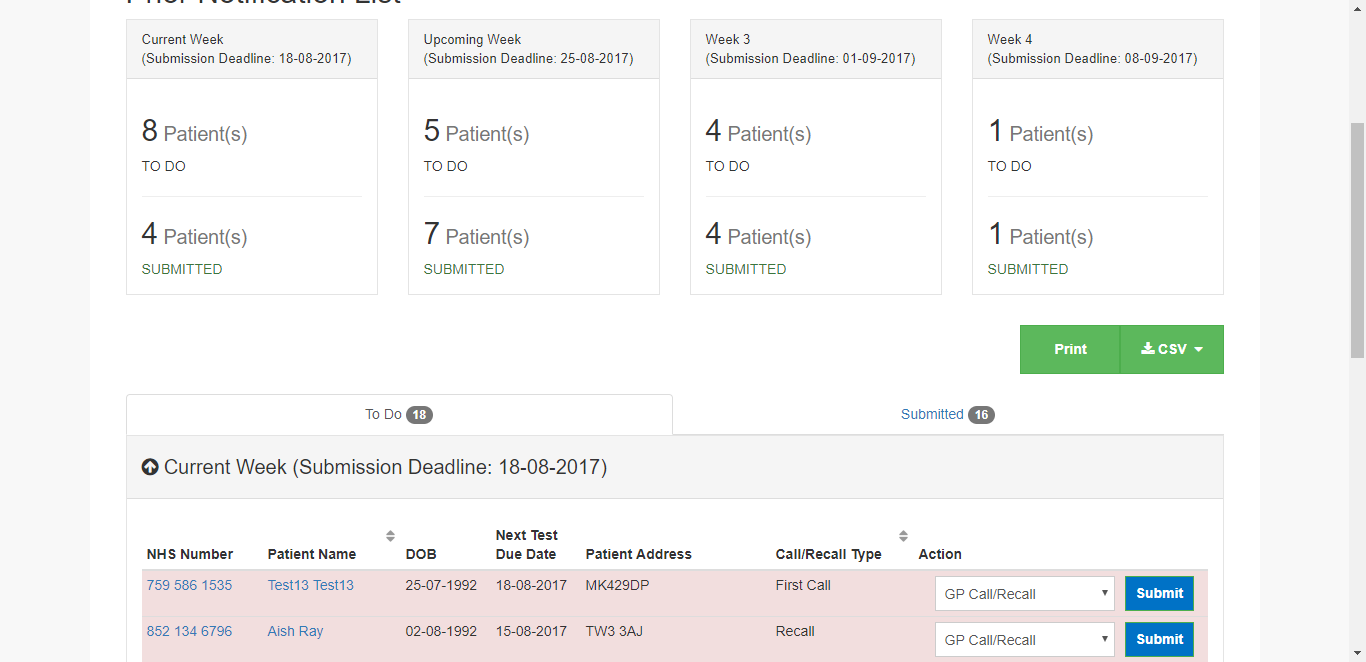 Prior Notification List
Current Week
(Submission Deadline: 18-08-2017)
8 Patient(s)
TO DO
4 Patient(s)
SUBMITTED
Upcoming Week
(Submission Deadline: 25-08-2017)
5 Patient(s)
TO DO
7 Patient(s)
SUBMITTED
Week 3
(Submission Deadline: 01-09-2017)
4 Patient(s)
TO DO
4 Patient(s)
SUBMITTED
Week 4
(Submission Deadline: 08-09-2017)
1 Patient(s)
TO DO
1 Patient(s)
SUBMITTED
Print CSV
To Do 18 Submitted 16
Current Week (Submission Deadline: 18-08-2017)
NHS Number Patient Name DOB Next Test Due Date Patient Address Call/Recall Type Action
759 586 1535 Test13 Test13 25-07-1992 18-08-2017 MK429DP First Call GP Call/Recall Submit
852 134 6796 Aish Ray 02-08-1992 15-08-2017 TW3 3AJ Recall GP Call/Recall Submit